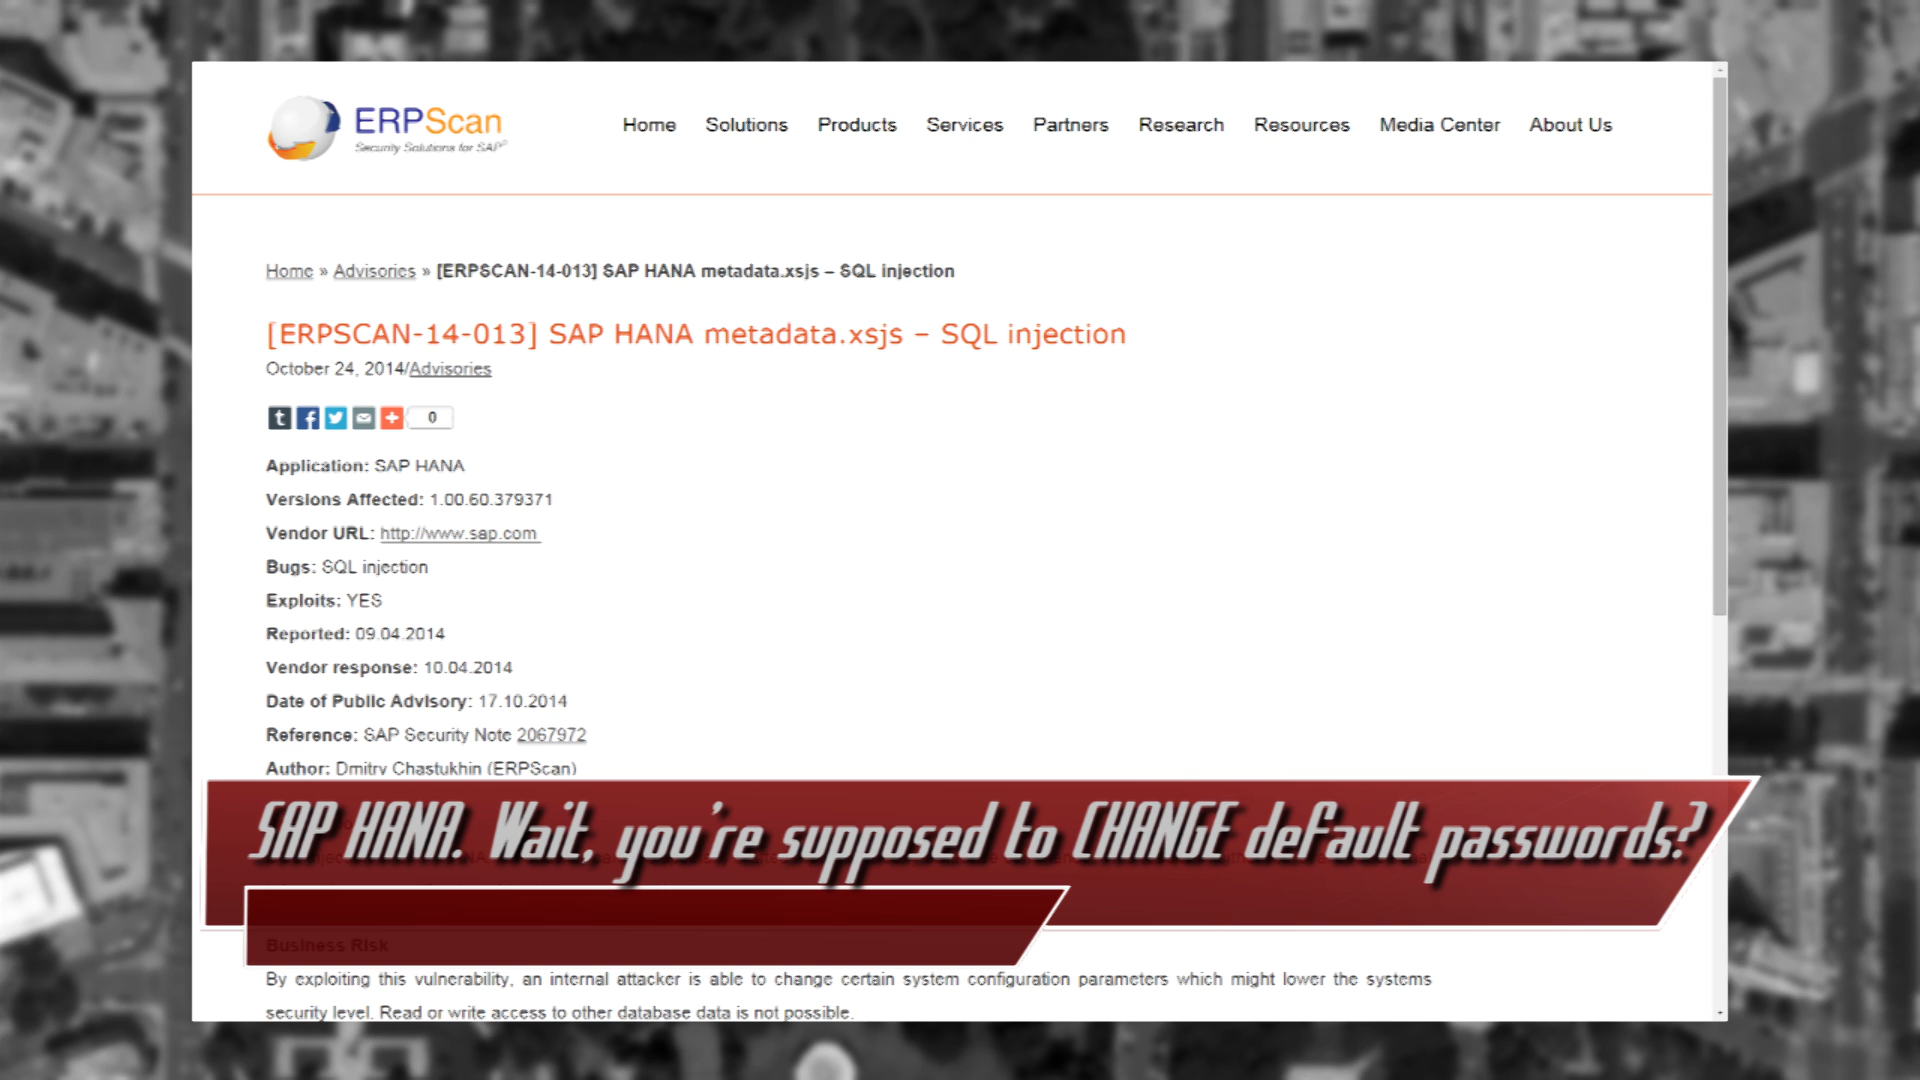 ERPScan
Security Solutions for SAP®
Home Solutions Products Services Partners Research Resources Media Center About Us
Home » Advisories » [ERPSCAN-14-013] SAP HANA metadata.xsjs – SQL injection
[ERPSCAN-14-013] SAP HANA metadata.xsjs – SQL injection
October 24, 2014/Advisories
0
Application: SAP HANA
Versions Affected: 1.00.60.379371
Vendor URL: http://www.sap.com
Bugs: SQL injection
Exploits: YES
Reported: 09.04.2014
Vendor response: 10.04.2014
Date of Public Advisory: 17.10.2014
Reference: SAP Security Note 2067972
Author: Dmitry Chastukhin (ERPScan)
SAP HANA. Wait, you're supposed to CHANGE default passwords?
Business Risk
By exploiting this vulnerability, an internal attacker is able to change certain system configuration parameters which might lower the systems
security level. Read or write access to other database data is not possible.